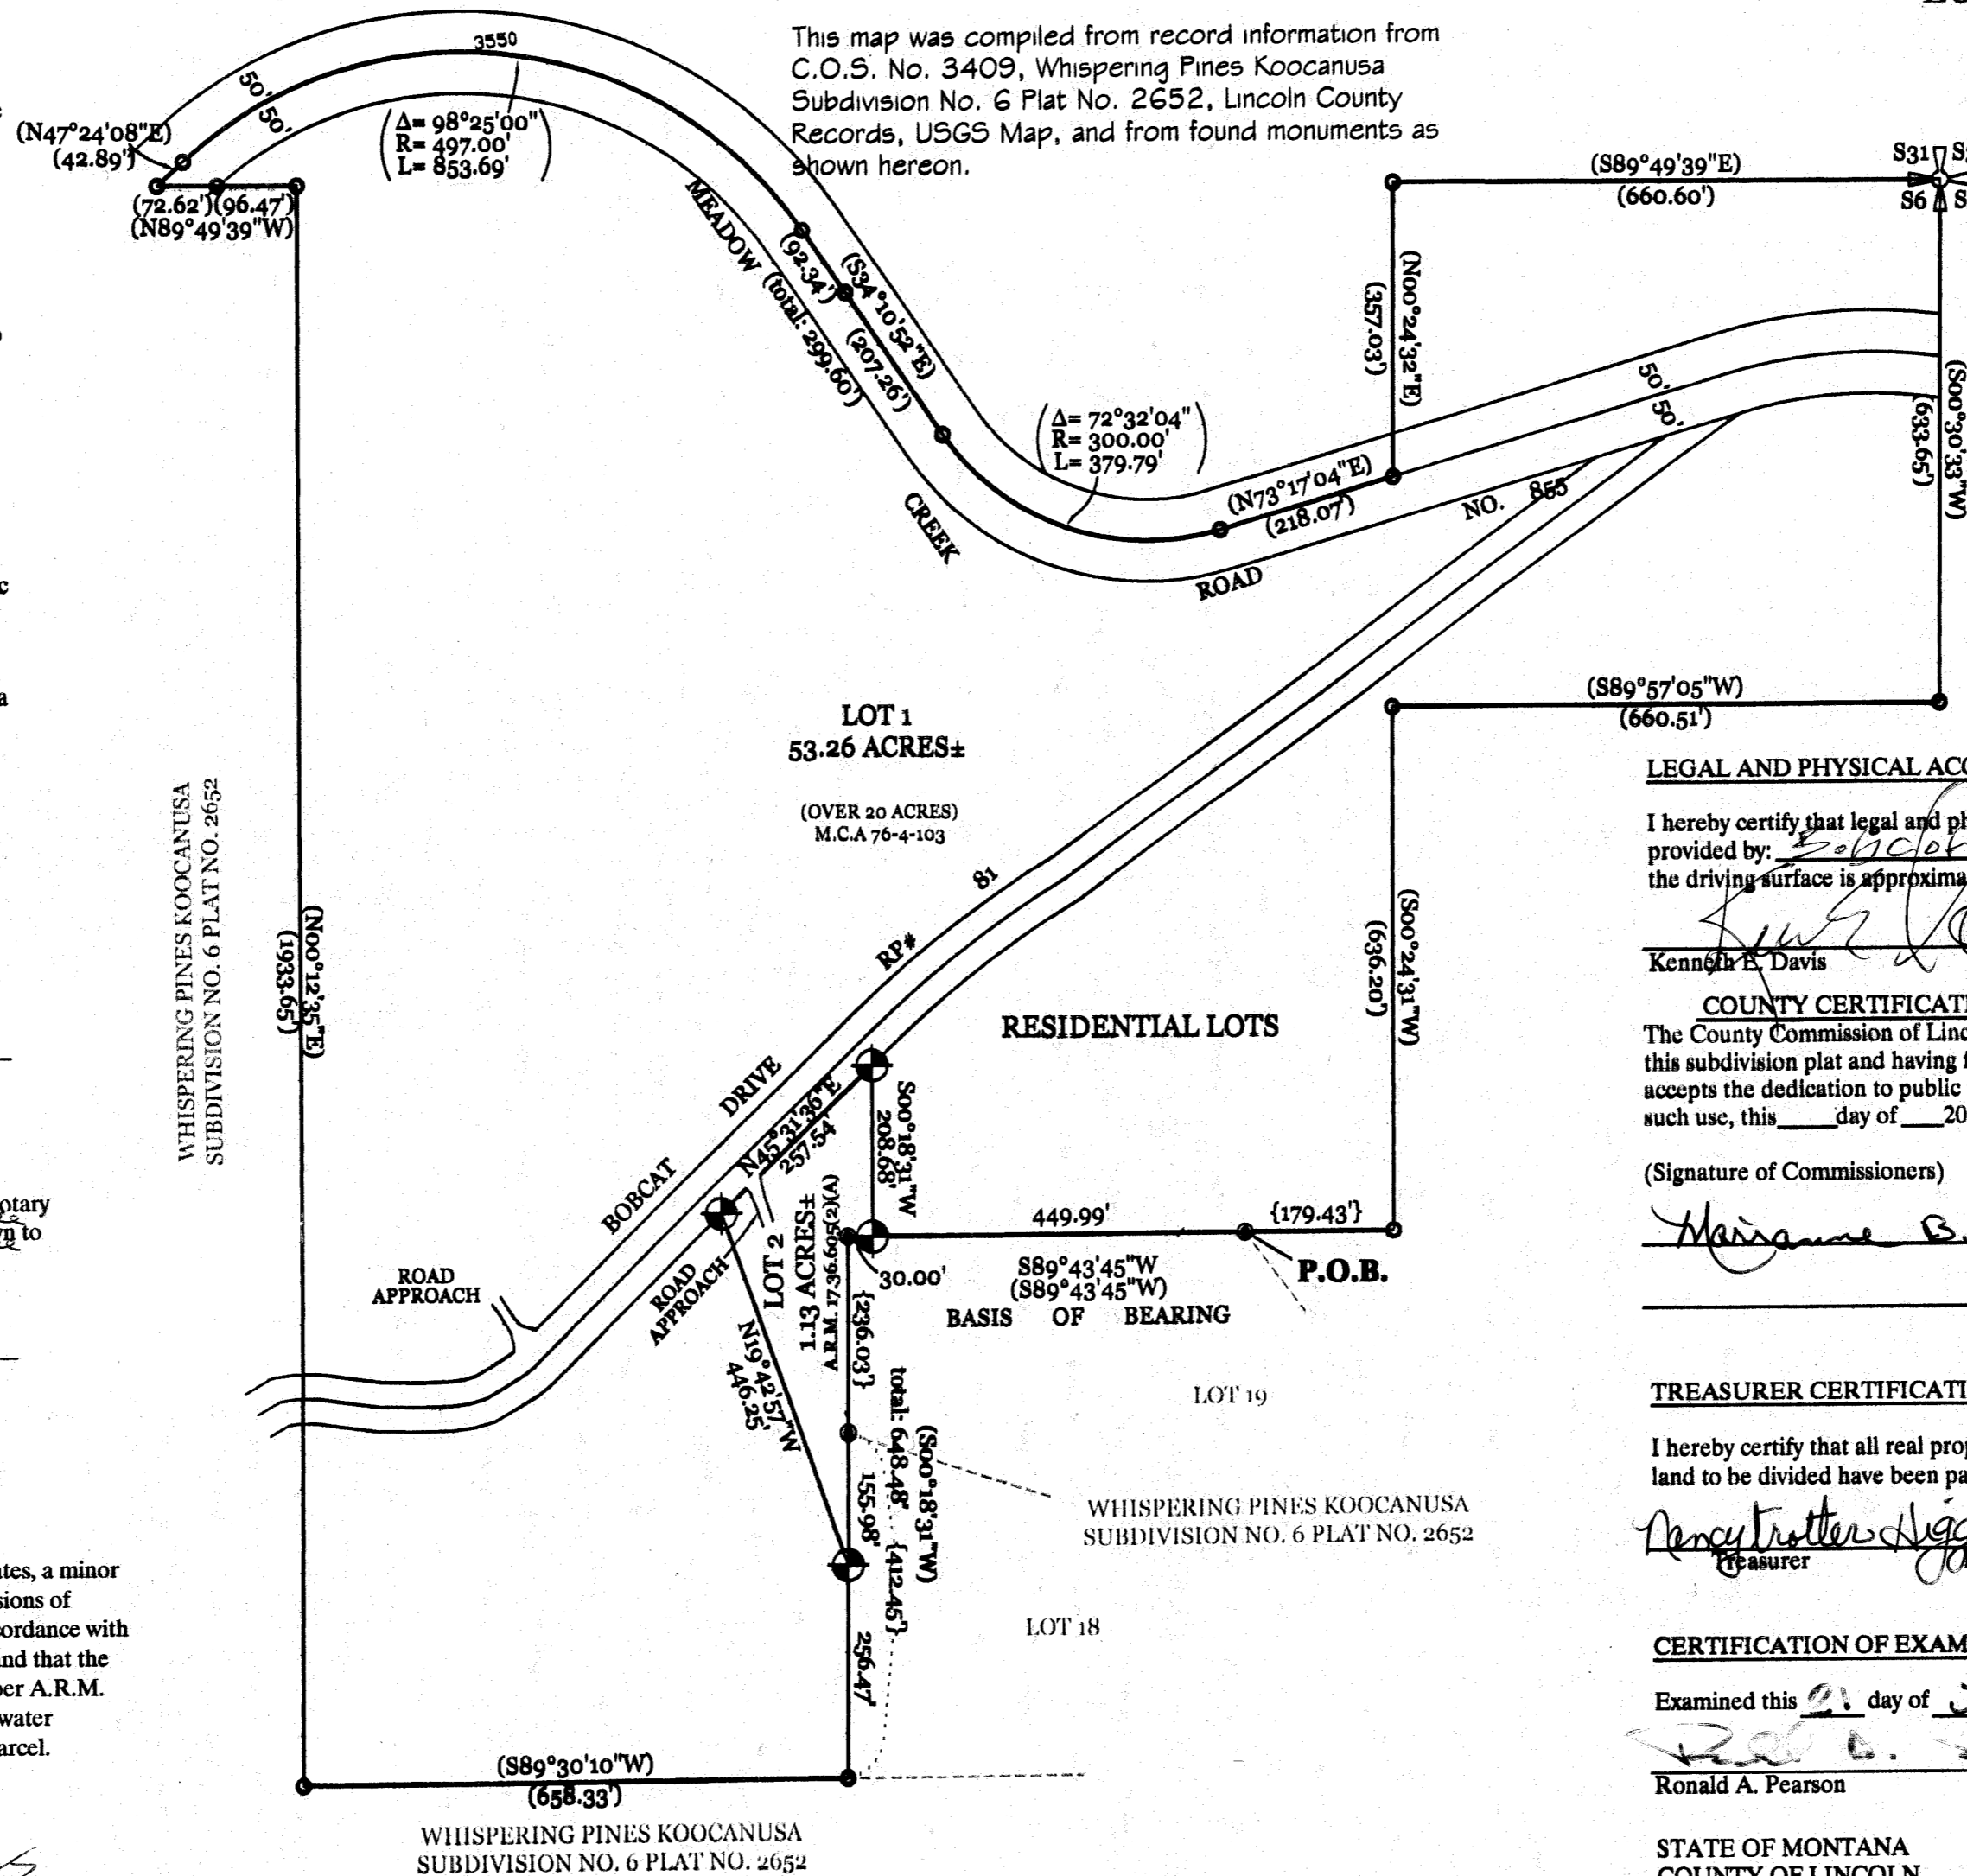 This map was compiled from record information from
C.O.S. No. 3409, Whispering Pines Koocanusa
Subdivision No. 6 Plat No. 2652, Lincoln County
Records, USGS Map, and from found monuments as
shown hereon.
3550
50' 50'
(N47°24'08"E)
(42.89')
(Δ= 98°25'00"
R= 497.00'
L= 853.69')
(72.62')(96.47')
(N89°49'39"W)
MEADOW
(total: 299.60')
(92.34')
(S34°10'52"E)
(207.26')
(Δ= 72°32'04"
R= 300.00'
L= 379.79')
CREEK
(N73°17'04"E)
(218.07')
ROAD
NO. 855
50' 50'
(S89°49'39"E)
(660.60')
S31
S6
(N00°24'32"E)
(357.03')
(S00°30'33"W)
(633.65')
(S89°57'05"W)
(660.51')
LOT 1
53.26 ACRES±
(OVER 20 ACRES)
M.C.A 76-4-103
WHISPERING PINES KOOCANUSA
SUBDIVISION NO. 6 PLAT NO. 2652
(N00°12'35"E)
(1933.65')
BOBCAT DRIVE RP# 81
RESIDENTIAL LOTS
(S00°24'31"W)
(636.20')
N45°31'36"E
257.54'
S00°18'31"W
208.68'
449.99'
{179.43'}
P.O.B.
30.00'
S89°43'45"W
(S89°43'45"W)
BASIS OF BEARING
ROAD
APPROACH
ROAD
APPROACH
LOT 2
1.13 ACRES±
A.R.M. 17.36.605(2)(A)
N19°42'57"W
446.25'
{236.03'}
total: 648.48'
(S00°18'31"W)
155.98'
{412.45'}
256.47'
LOT 19
WHISPERING PINES KOOCANUSA
SUBDIVISION NO. 6 PLAT NO. 2652
LOT 18
(S89°30'10"W)
(658.33')
WHISPERING PINES KOOCANUSA
SUBDIVISION NO. 6 PLAT NO. 2652
otary
n to
tes, a minor
sions of
cordance with
nd that the
per A.R.M.
water
arcel.
LEGAL AND PHYSICAL ACC
I hereby certify that legal and ph
provided by:
the driving surface is approxima
Kenneth E. Davis
COUNTY CERTIFICATI
The County Commission of Linc
this subdivision plat and having f
accepts the dedication to public
such use, this____day of ___20
(Signature of Commissioners)
Marianne B.
TREASURER CERTIFICATI
I hereby certify that all real prop
land to be divided have been pa
Nancy Trotter Higg
Treasurer
CERTIFICATION OF EXAM
Examined this 21 day of
Ronald A. Pearson
STATE OF MONTANA
COUNTY OF LINCOLN